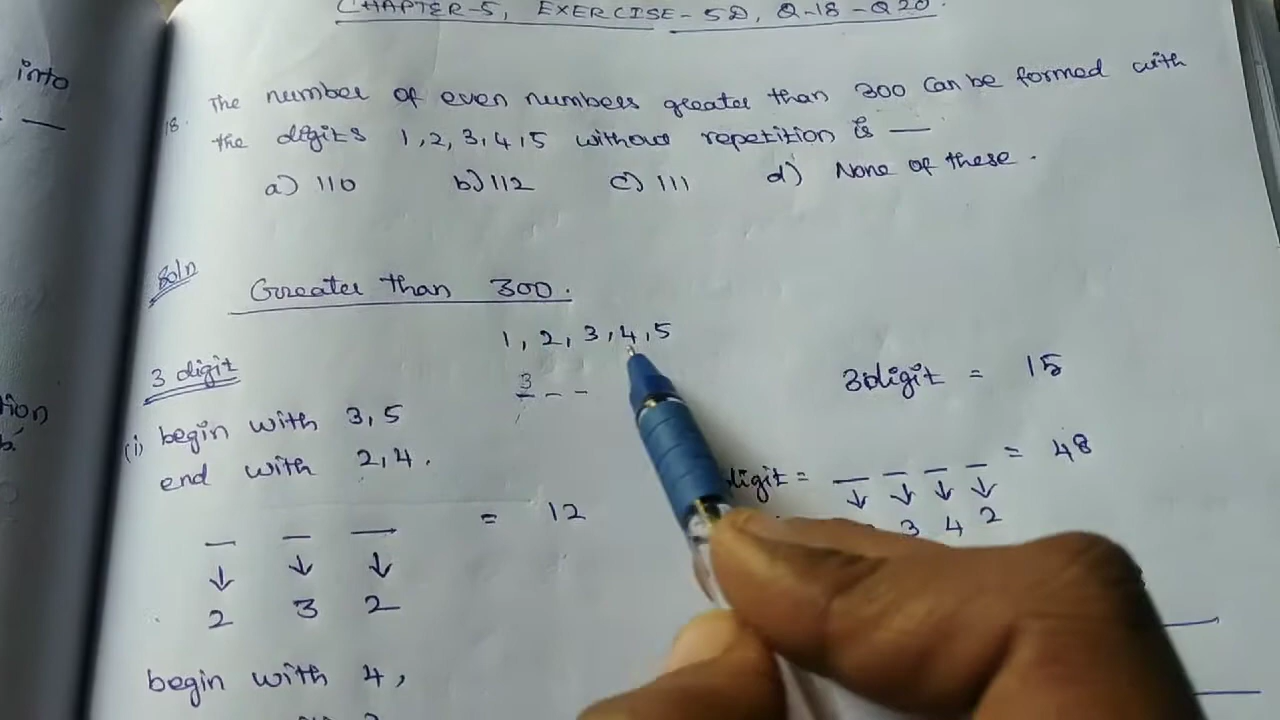 CHAPTER-5, EXERCISE-5D, Q-18-Q20.
into
18. The number of even numbers greater than 300 can be formed with
the digits 1,2,3,4,5 without repetition is —
a) 110 b) 112 c) 111 d) None of these.
Soln
Greater than 300.
1, 2, 3, 4, 5
3 digit
3 - -
3digit = 15
(i) begin with 3, 5
end with 2, 4.
digit = — — — — = 48
— — — = 12
3 4 2
2 3 2
begin with 4,